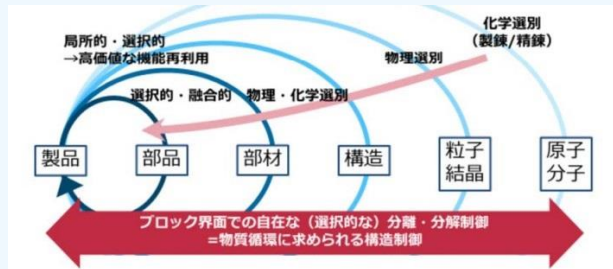 化学選別
（製錬/精錬）
局所的・選択的
→高価値な機能再利用
物理選別
選択的・融合的 物理・化学選別
製品
部品
部材
構造
粒子
結晶
原子
分子
ブロック界面での自在な（選択的な）分離・分解制御
=物質循環に求められる構造制御